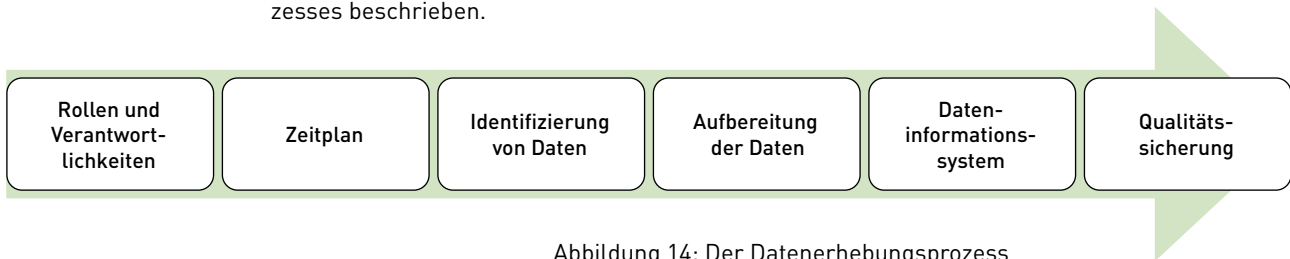 zesses beschrieben.
Rollen und
Verantwort-
lichkeiten
Zeitplan
Identifizierung
von Daten
Aufbereitung
der Daten
Daten-
informations-
system
Qualitäts-
sicherung
Abbildung 14: Der Datenerhebungsprozess